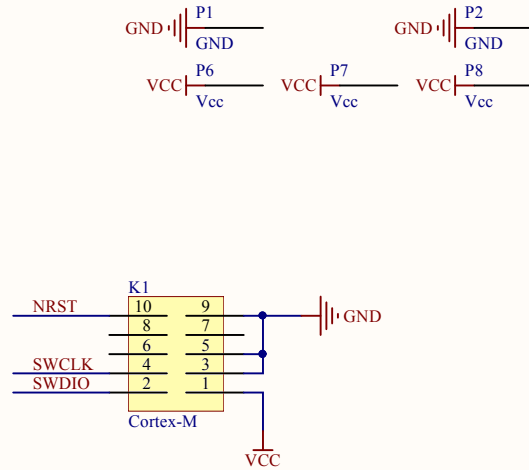 P1 P2
GND GND
GND GND
P6 P7 P8
VCC VCC VCC
Vcc Vcc Vcc
K1
NRST 10 9 GND
8 7
6 5
SWCLK 4 3
SWDIO 2 1
Cortex-M
VCC